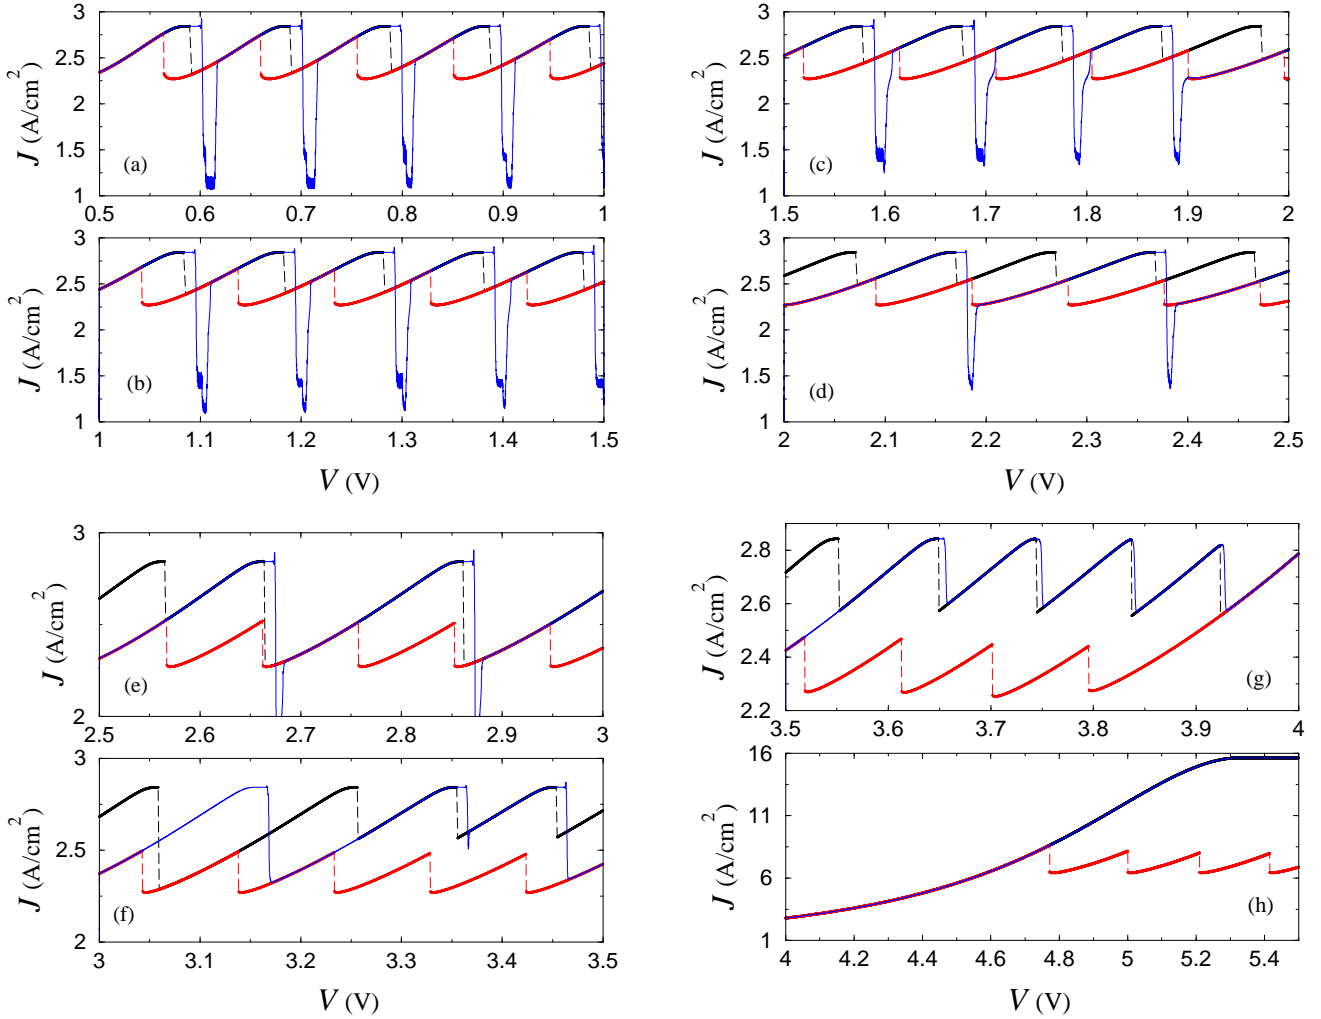 3
2.5
2
1.5
1
J (A/cm²)
(a)
0.5 0.6 0.7 0.8 0.9 1
3
2.5
2
1.5
1
J (A/cm²)
(b)
1 1.1 1.2 1.3 1.4 1.5
V (V)
3
2.5
2
1.5
1
J (A/cm²)
(c)
1.5 1.6 1.7 1.8 1.9 2
3
2.5
2
1.5
1
J (A/cm²)
(d)
2 2.1 2.2 2.3 2.4 2.5
V (V)
3
2.5
2
J (A/cm²)
(e)
2.5 2.6 2.7 2.8 2.9 3
3
2.5
2
J (A/cm²)
(f)
3 3.1 3.2 3.3 3.4 3.5
V (V)
2.8
2.6
2.4
2.2
J (A/cm²)
(g)
3.5 3.6 3.7 3.8 3.9 4
16
11
6
1
J (A/cm²)
(h)
4 4.2 4.4 4.6 4.8 5 5.2 5.4
V (V)